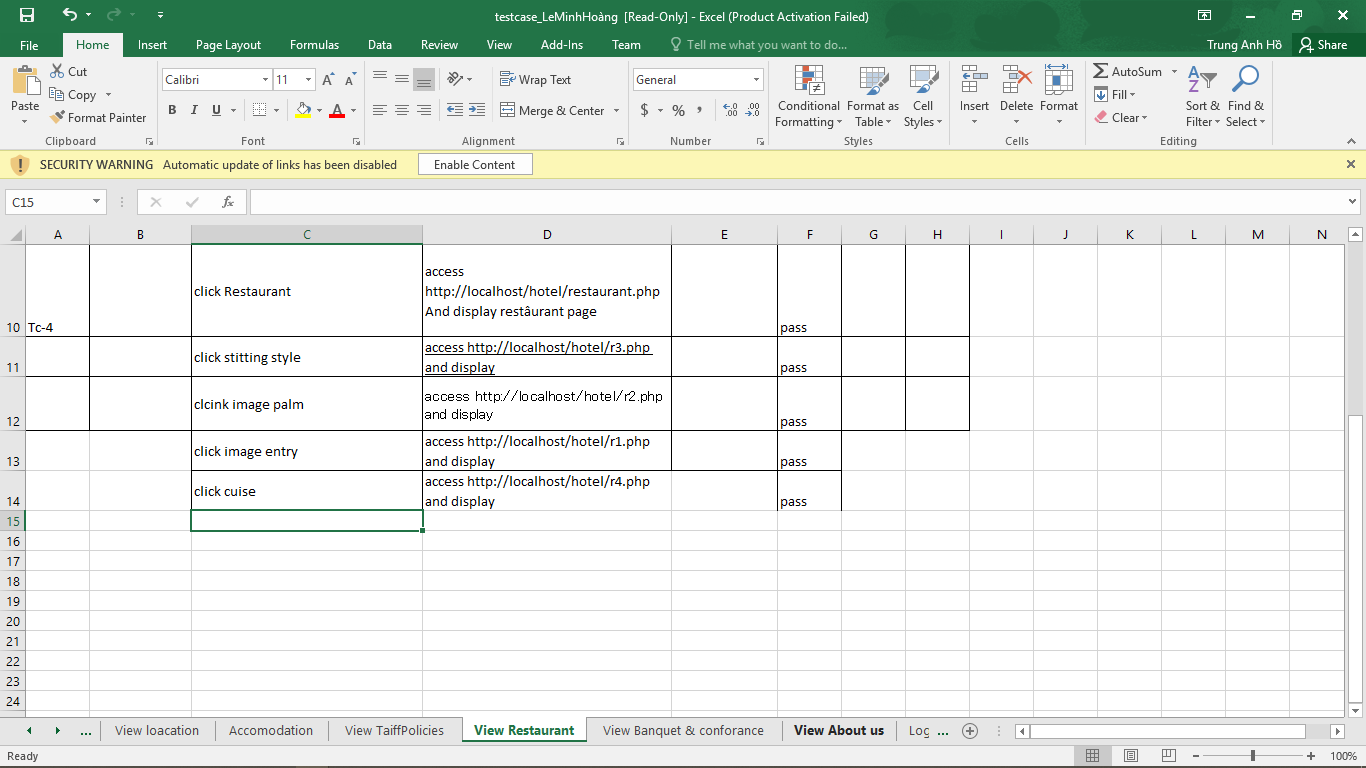 testcase_LeMinhHoàng [Read-Only] - Excel (Product Activation Failed)
File Home Insert Page Layout Formulas Data Review View Add-Ins Team Tell me what you want to do... Trung Anh Hồ Share
Paste Cut Copy Format Painter
Calibri 11
B I U
Wrap Text
Merge & Center
General
$ % ,
Conditional Formatting
Format as Table
Cell Styles
Insert Delete Format
AutoSum Fill Clear
Sort & Filter
Find & Select
Clipboard Font Alignment Number Styles Cells Editing
SECURITY WARNING Automatic update of links has been disabled Enable Content
C15 fx
A B C D E F G H I J K L M N
10 Tc-4 click Restaurant
access
http://localhost/hotel/restaurant.php
And display restâurant page
pass
11 click stitting style
access http://localhost/hotel/r3.php
and display
pass
12 clcink image palm
access http://localhost/hotel/r2.php
and display
pass
13 click image entry
access http://localhost/hotel/r1.php
and display
pass
14 click cuise
access http://localhost/hotel/r4.php
and display
pass
15
16
17
18
19
20
21
22
23
24
... View loacation Accomodation View TaiffPolicies View Restaurant View Banquet & conforance View About us Log ...
Ready 100%